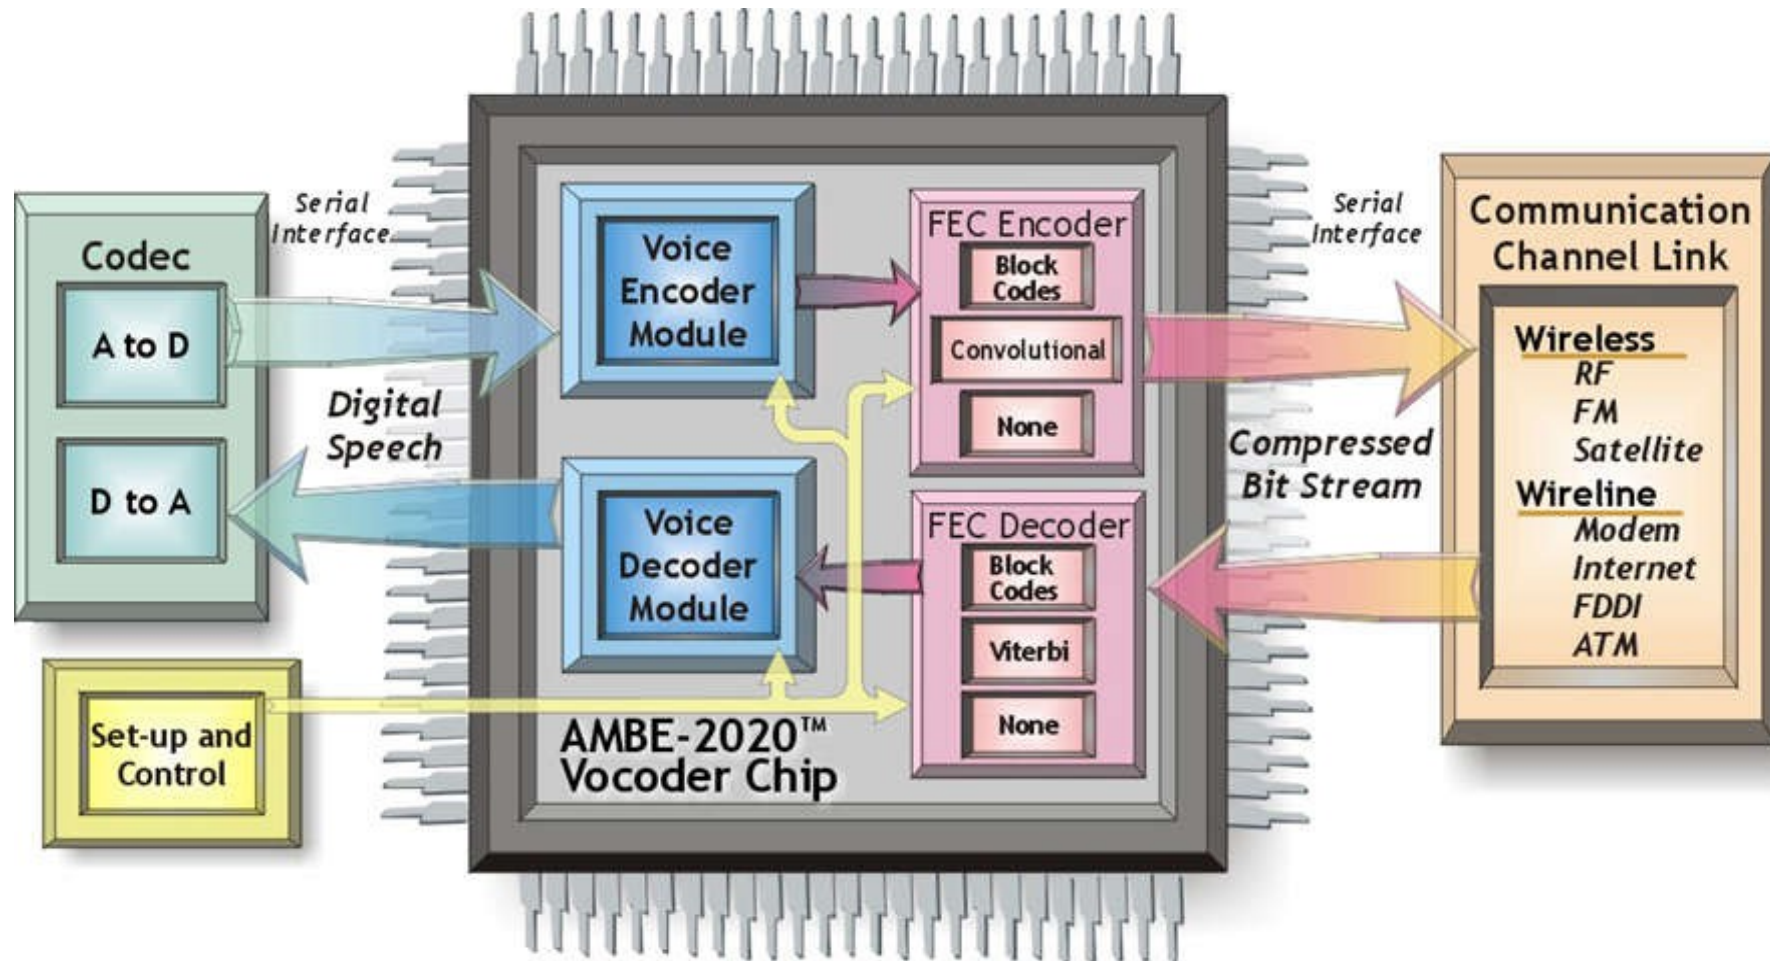 Codec
A to D
D to A
Set-up and
Control
Serial
Interface
Digital
Speech
Voice
Encoder
Module
Voice
Decoder
Module
AMBE-2020™
Vocoder Chip
FEC Encoder
Block
Codes
Convolutional
None
FEC Decoder
Block
Codes
Viterbi
None
Serial
Interface
Compressed
Bit Stream
Communication
Channel Link
Wireless
RF
FM
Satellite
Wireline
Modem
Internet
FDDI
ATM